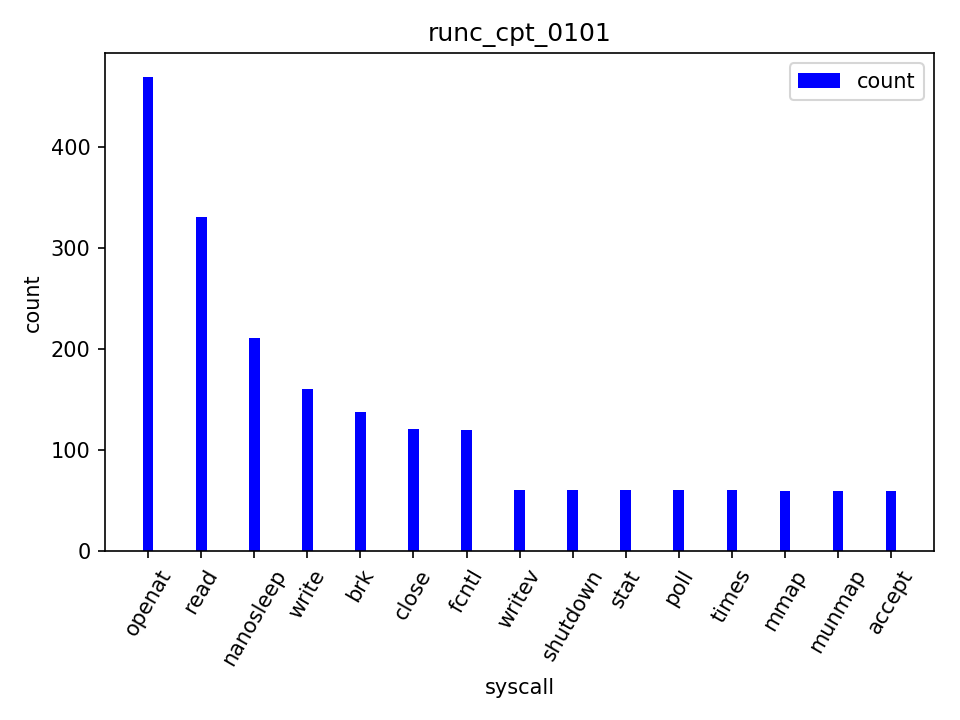 runc_cpt_0101
count
400
300
200
100
0
count
openat
read
nanosleep
write
brk
close
fcntl
writev
shutdown
stat
poll
times
mmap
munmap
accept
syscall